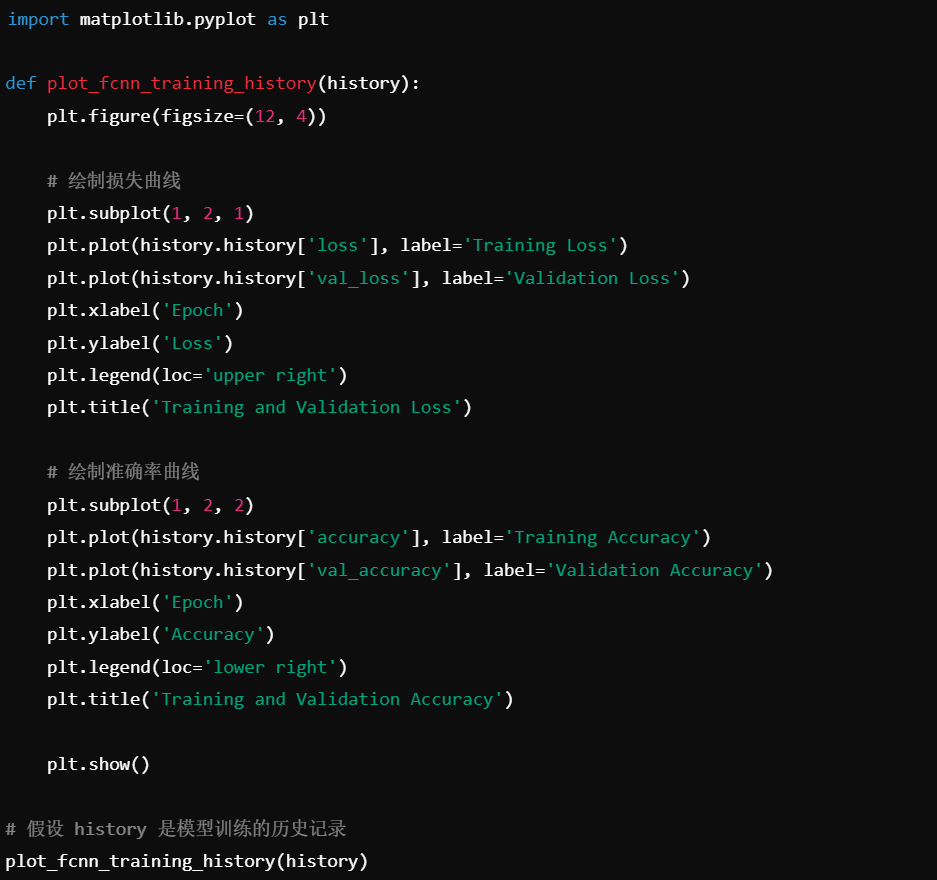 import matplotlib.pyplot as plt
def plot_fcnn_training_history(history):
    plt.figure(figsize=(12, 4))
    # 绘制损失曲线
    plt.subplot(1, 2, 1)
    plt.plot(history.history['loss'], label='Training Loss')
    plt.plot(history.history['val_loss'], label='Validation Loss')
    plt.xlabel('Epoch')
    plt.ylabel('Loss')
    plt.legend(loc='upper right')
    plt.title('Training and Validation Loss')
    # 绘制准确率曲线
    plt.subplot(1, 2, 2)
    plt.plot(history.history['accuracy'], label='Training Accuracy')
    plt.plot(history.history['val_accuracy'], label='Validation Accuracy')
    plt.xlabel('Epoch')
    plt.ylabel('Accuracy')
    plt.legend(loc='lower right')
    plt.title('Training and Validation Accuracy')
    plt.show()
# 假设 history 是模型训练的历史记录
plot_fcnn_training_history(history)